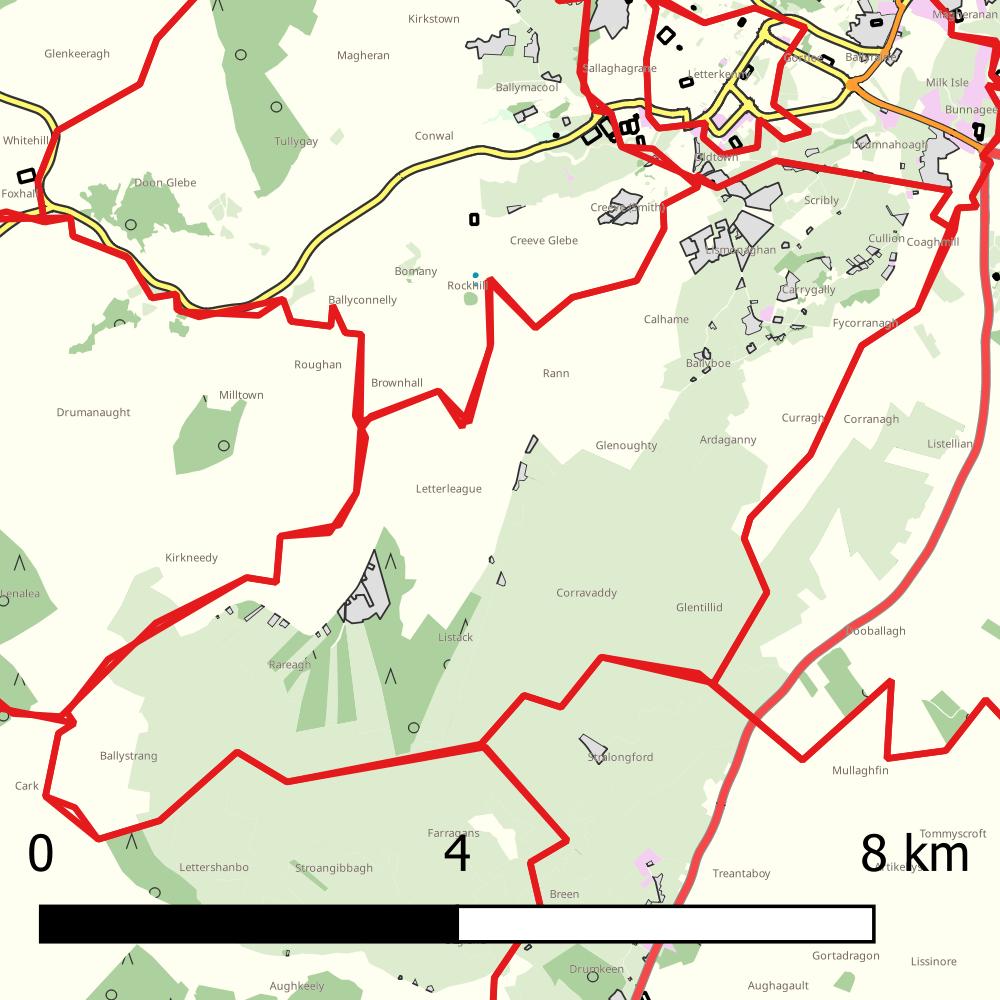 Kirkstown
Magheranan
Glenkeeragh
Magheran
Gortlee
Ballyraine
Sallaghagrane
Letterkenny
Milk Isle
Ballymacool
Bunnagee
Whitehill
Tullygay
Conwal
Drumnahoagh
Oldtown
Doon Glebe
Foxhall
Scribly
Creeve (Smith)
Creeve Glebe
Cullion
Coaghmill
Lismonaghan
Bomany
Rockhill
Carrygally
Ballyconnelly
Calhame
Fycorranagh
Roughan
Ballyboe
Rann
Brownhall
Milltown
Drumanaught
Curragh
Corranagh
Ardaganny
Glenoughty
Listellian
Letterleague
Kirkneedy
Lenalea
Corravaddy
Glentillid
Listack
Dooballagh
Rareagh
Ballystrang
Stralongford
Mullaghfin
Cark
Farragans
Tommyscroft
0 4 8 km
Lettershanbo
Stroangibbagh
Treantaboy
Breen
Gortadragon
Lissinore
Drumkeen
Aughkeely
Aughagault